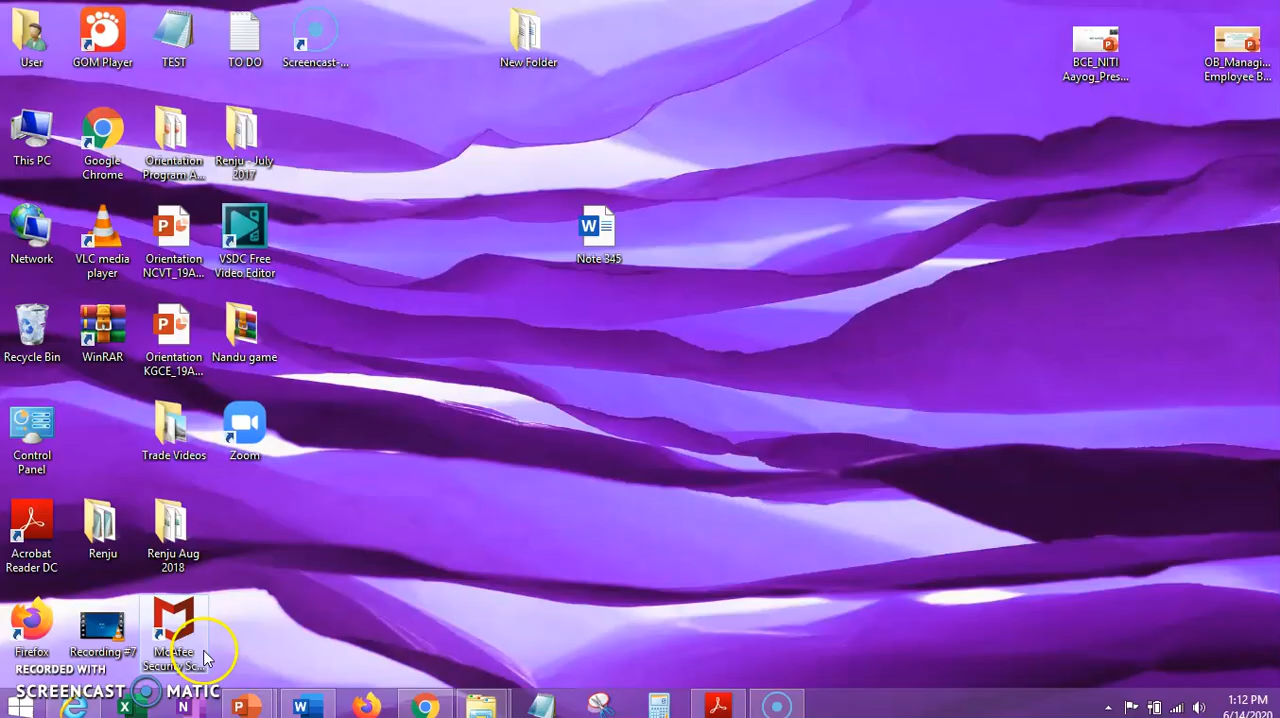 User
GOM Player
TEST
TO DO
Screencast-...
New Folder
BCE_NITI
Aayog_Pres...
OB_Managi...
Employee B...
This PC
Google
Chrome
Orientation
Program A...
Renju - July
2017
Network
VLC media
player
Orientation
NCVT_19A...
VSDC Free
Video Editor
Note 345
Recycle Bin
WinRAR
Orientation
KGCE_19A...
Nandu game
Control
Panel
Trade Videos
Zoom
Acrobat
Reader DC
Renju
Renju Aug
2018
Firefox
Recording #7
McAfee
Security Sc...
RECORDED WITH
SCREENCAST MATIC
1:12 PM
6/14/2020